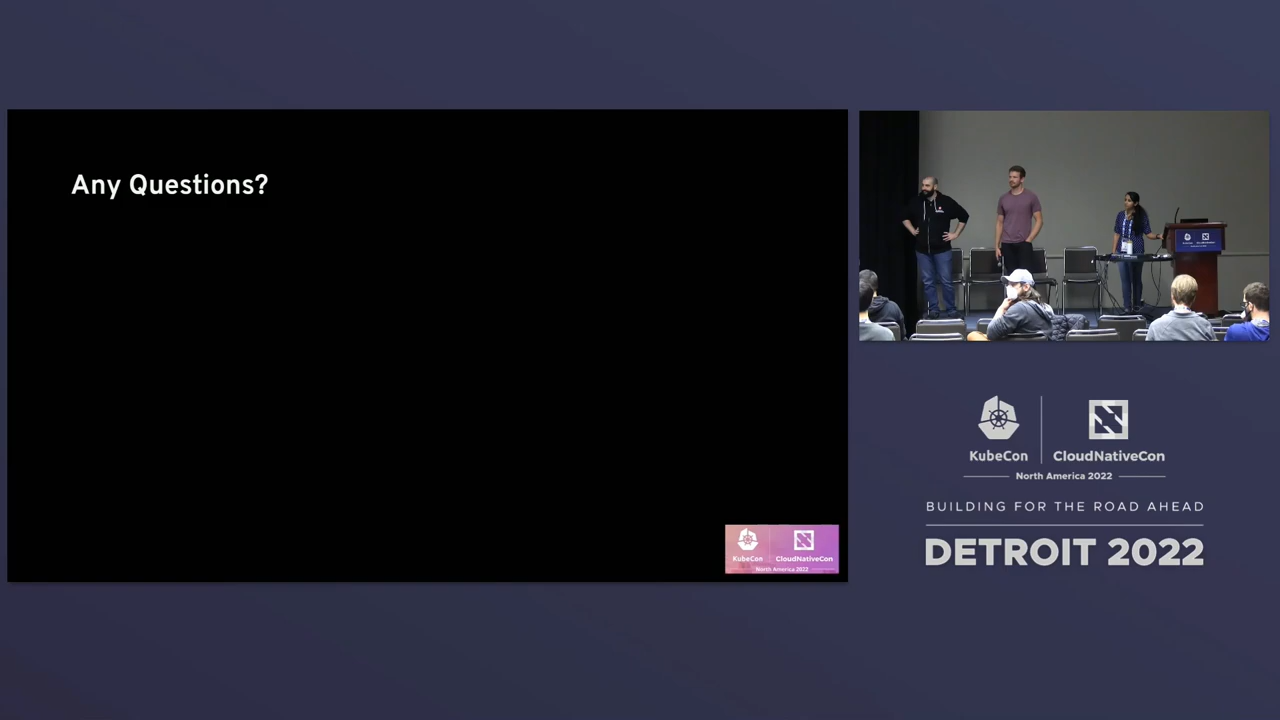 Any Questions?
KubeCon
CloudNativeCon
North America 2022
KubeCon
CloudNativeCon
North America 2022
BUILDING FOR THE ROAD AHEAD
DETROIT 2022